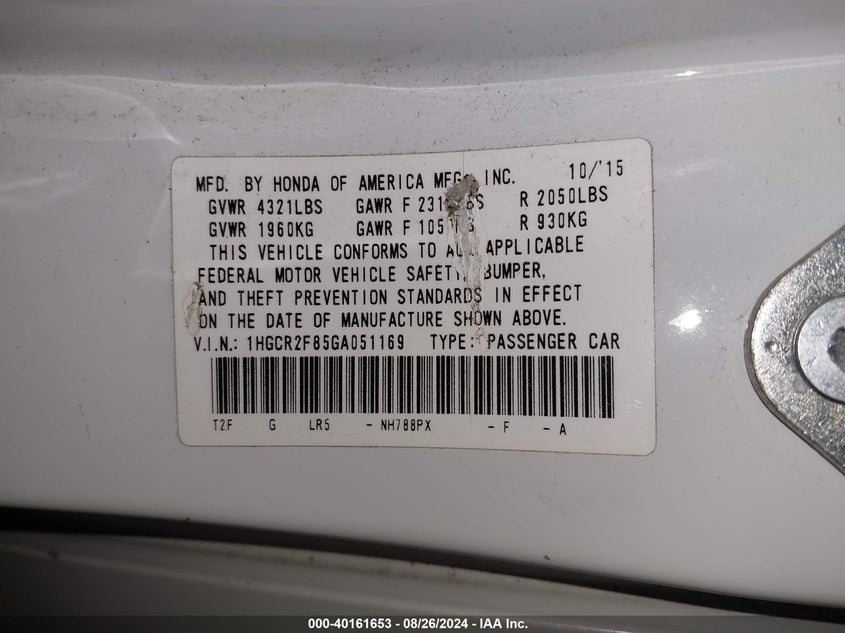 MFD. BY HONDA OF AMERICA INC. 10/'15
GVWR 4321LBS GAWR F R 2050LBS
GVWR 1960KG GAWR F R 930KG
THIS VEHICLE CONFORMS TO APPLICABLE
FEDERAL MOTOR VEHICLE SAFETY, BUMPER,
AND THEFT PREVENTION STANDARDS IN EFFECT
ON THE DATE OF MANUFACTURE SHOWN ABOVE.
V.I.N.: 1HGCR2F85GA051169 TYPE: PASSENGER CAR
T2F G LR5 - NH788PX - F - A
000-40161653 — 08/26/2024 — IAA Inc.